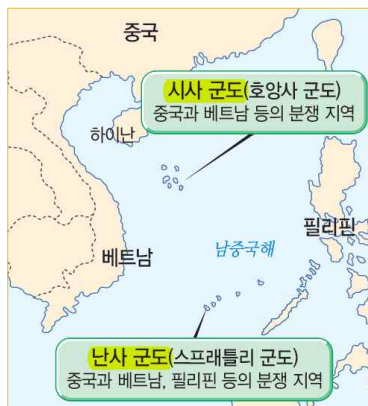 중국
시사 군도(호앙사 군도)
중국과 베트남 등의 분쟁 지역
하이난
필리핀
남중국해
베트남
난사 군도(스프래틀리 군도)
중국과 베트남, 필리핀 등의 분쟁 지역